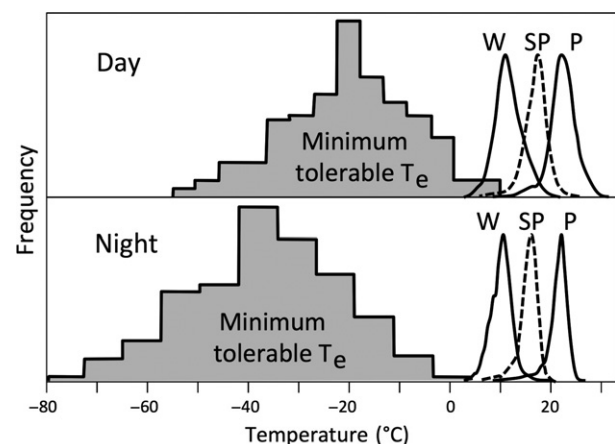 Day
W SP P
Minimum
tolerable Te
Frequency
Night
W SP P
Minimum
tolerable Te
−80 −60 −40 −20 0 20
Temperature (°C)